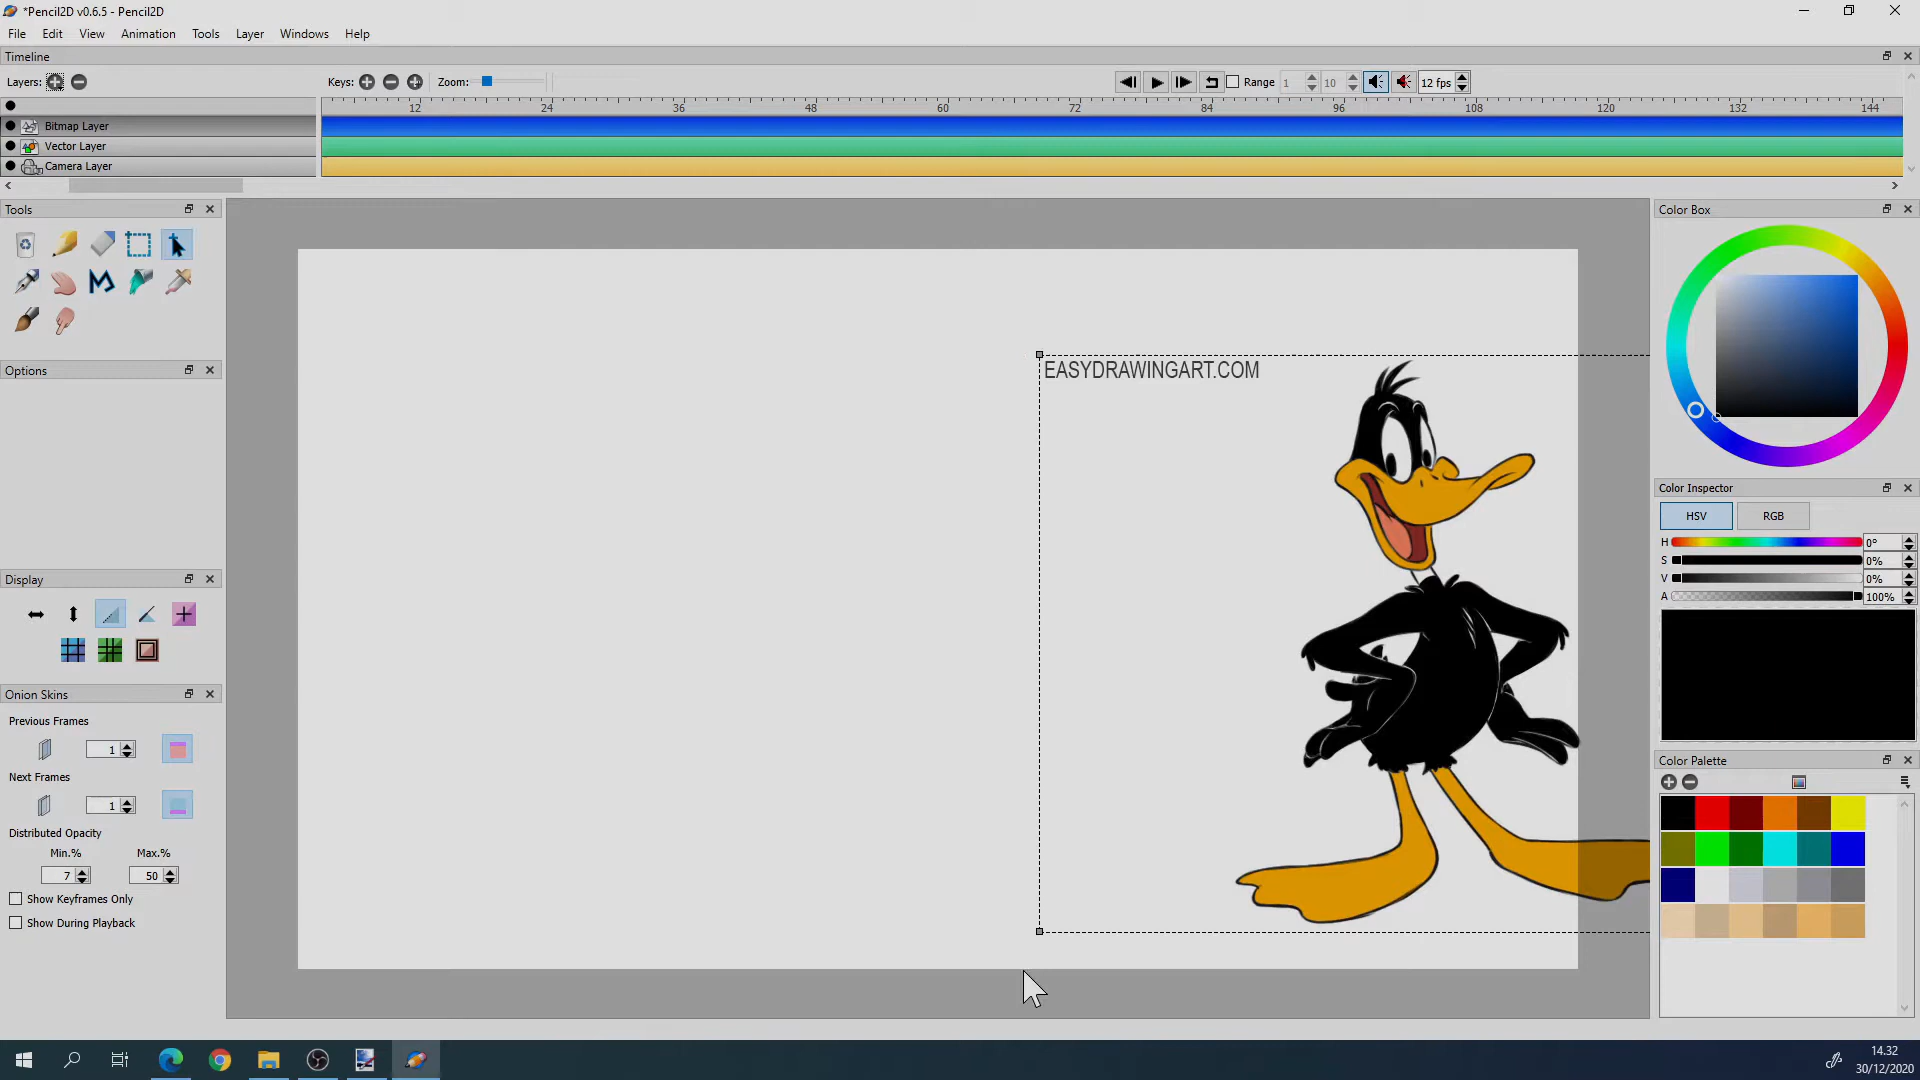 *Pencil2D v0.6.5 - Pencil2D
File Edit View Animation Tools Layer Windows Help
Timeline
Layers: Keys: Zoom: Range 1 10 12 fps
12 24 36 48 60 72 84 96 108 120 132 144
Bitmap Layer
Vector Layer
Camera Layer
Tools
Options
Display
Onion Skins
Previous Frames
1
Next Frames
1
Distributed Opacity
Min.% Max.%
7 50
Show Keyframes Only
Show During Playback
EASYDRAWINGART.COM
Color Box
Color Inspector
HSV RGB
H 0°
S 0%
V 0%
A 100%
Color Palette
14.32
30/12/2020